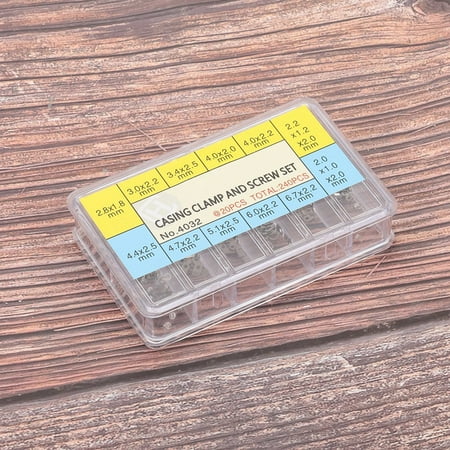 2.8x1.8 mm
3.0x2.2 mm
3.4x2.5 mm
4.0x2.0 mm
4.0x2.2 mm
2.2 x1.2 x2.0 mm
CASING CLAMP AND SCREW SET
No.4032 @20PCS TOTAL:240PCS
4.4x2.5 mm
4.7x2.2 mm
5.1x2.5 mm
6.0x2.2 mm
6.7x2.2 mm
2.0 x1.0 x2.0 mm